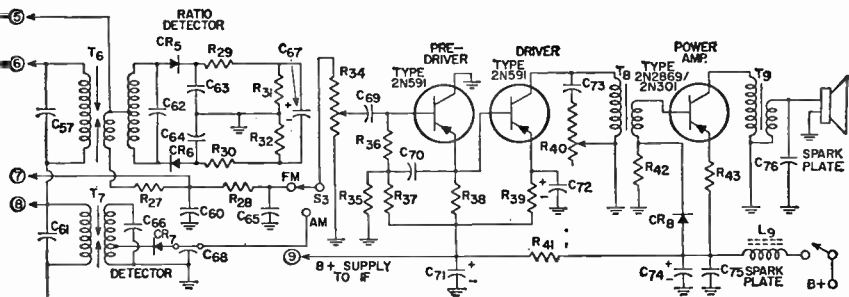 5
RATIO DETECTOR
6
T6
CR5
R29
C67
C63
R31
C57
C62
+
-
C64
R32
CR6
R30
R34
PRE-DRIVER
TYPE 2N591
C69
R36
C70
R35
R37
R38
DRIVER
TYPE 2N591
R39
+
-
C72
C73
R40
T8
POWER AMP.
TYPE 2N2869/2N301
T9
R42
R43
C76
SPARK PLATE
7
R27
R28
FM
S3
8
T7
C60
C65
AM
C61
C66
CR7
DETECTOR
C68
9
B+ SUPPLY TO IF
R41
CR8
L9
C71
+
-
C74
+
-
C75
SPARK PLATE
B+